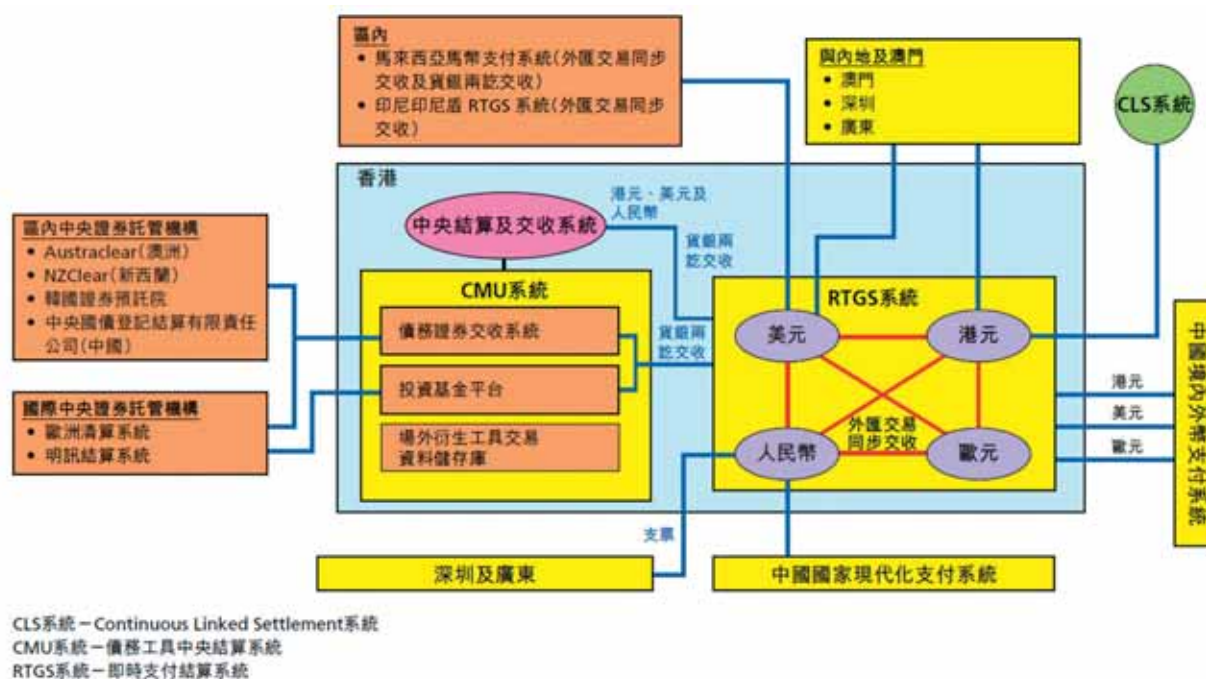 區內
• 馬來西亞馬幣支付系統(外匯交易同步
交收及貨銀兩訖交收)
• 印尼印尼盾 RTGS 系統(外匯交易同步
交收)
與內地及澳門
• 澳門
• 深圳
• 廣東
CLS系統
香港
中央結算及交收系統
港元、美元及
人民幣
貨銀兩
訖交收
區內中央證券託管機構
• Austraclear(澳洲)
• NZClear(新西蘭)
• 韓國證券預託院
• 中央國債登記結算有限責任
公司(中國)
國際中央證券託管機構
• 歐洲清算系統
• 明訊結算系統
CMU系統
債務證券交收系統
投資基金平台
場外衍生工具交易
資料儲存庫
貨銀兩
訖交收
RTGS系統
美元
港元
外匯交易
同步交收
人民幣
歐元
港元
美元
歐元
中國境內外幣支付系統
支票
深圳及廣東
中國國家現代化支付系統
CLS系統－Continuous Linked Settlement系統
CMU系統－債務工具中央結算系統
RTGS系統－即時支付結算系統